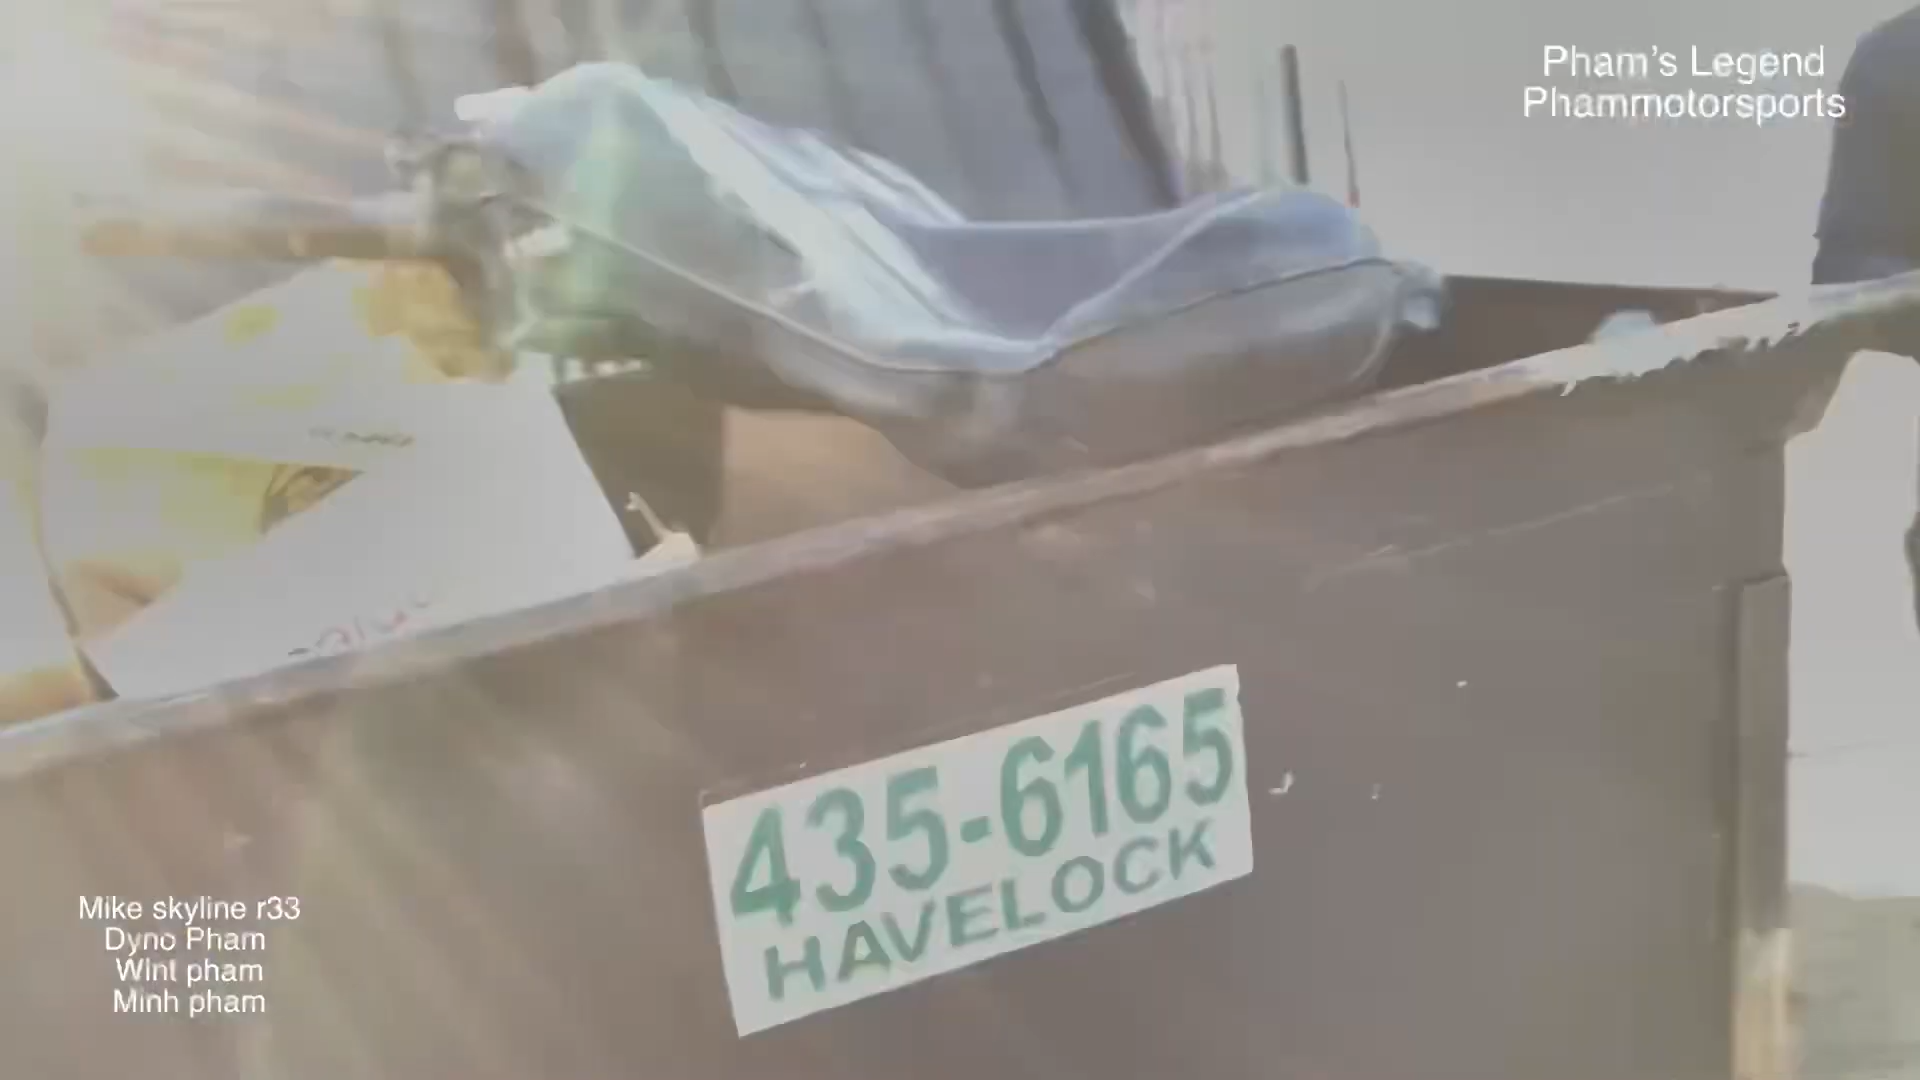 Pham's Legend
Phammotorsports
435-6165
HAVELOCK
Mike skyline r33
Dyno Pham
Wint pham
Minh pham